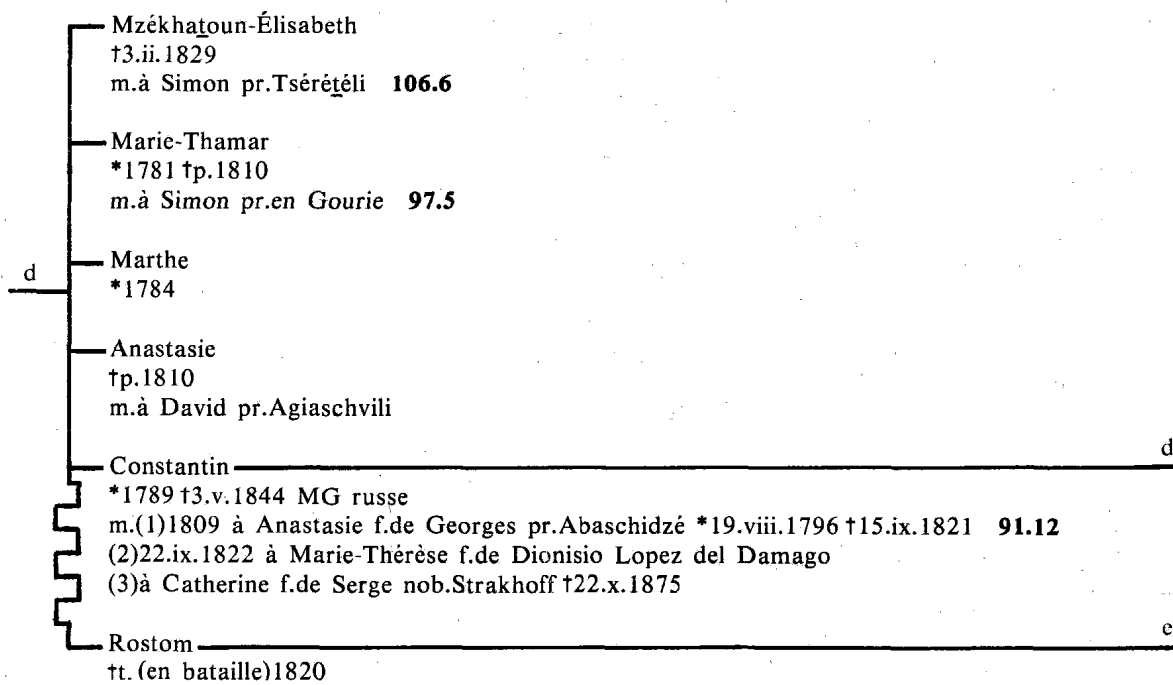 Mzékhatoun-Élisabeth
†3.ii.1829
m.à Simon pr.Tsérétéli 106.6
Marie-Thamar
*1781 †p.1810
m.à Simon pr.en Gourie 97.5
d
Marthe
*1784
Anastasie
†p.1810
m.à David pr.Agiaschvili
Constantin d
*1789 †3.v.1844 MG russe
m.(1)1809 à Anastasie f.de Georges pr.Abaschidzé *19.viii.1796 †15.ix.1821 91.12
(2)22.ix.1822 à Marie-Thérèse f.de Dionisio Lopez del Damago
(3)à Catherine f.de Serge nob.Strakhoff †22.x.1875
Rostom e
†t.(en bataille)1820